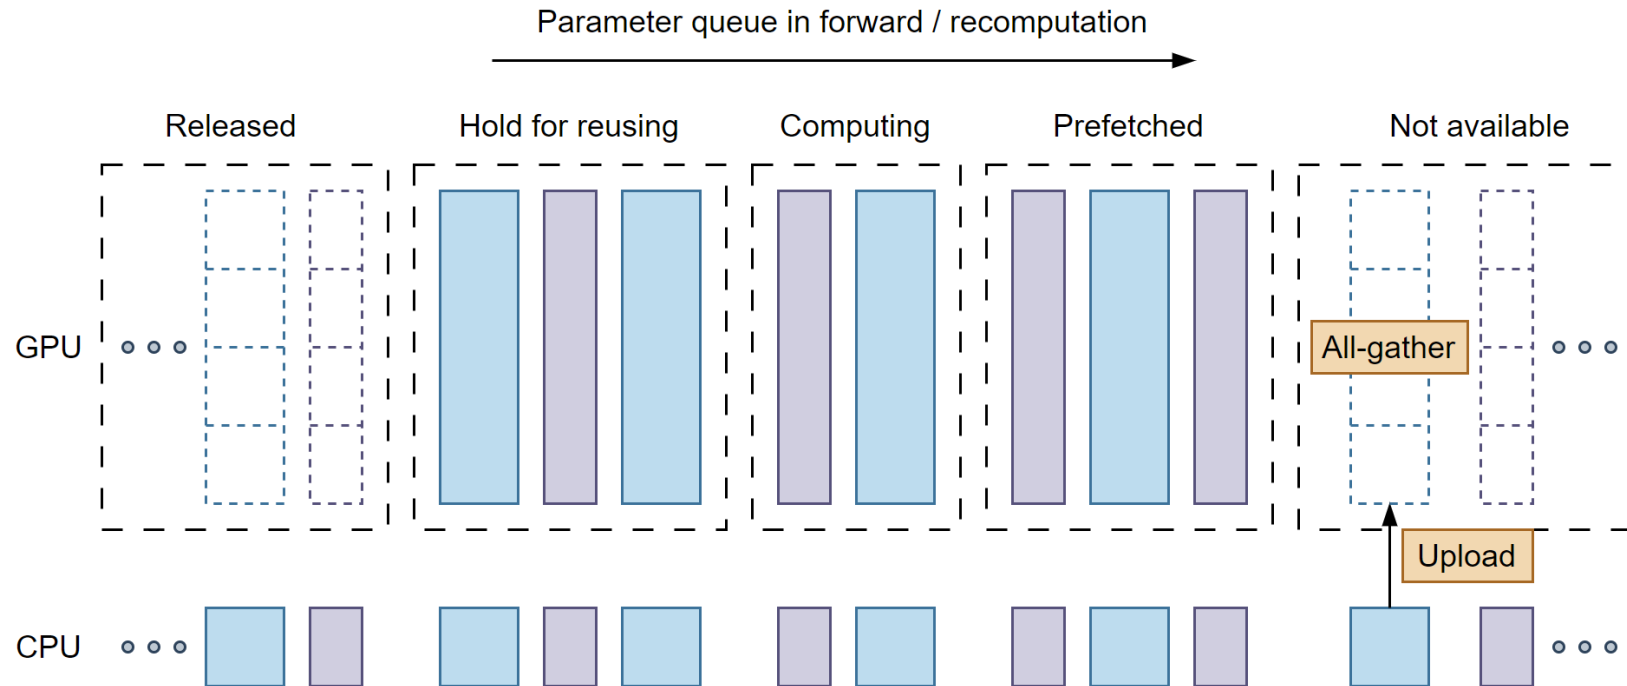 Parameter queue in forward / recomputation
Released
Hold for reusing
Computing
Prefetched
Not available
GPU
All-gather
Upload
CPU